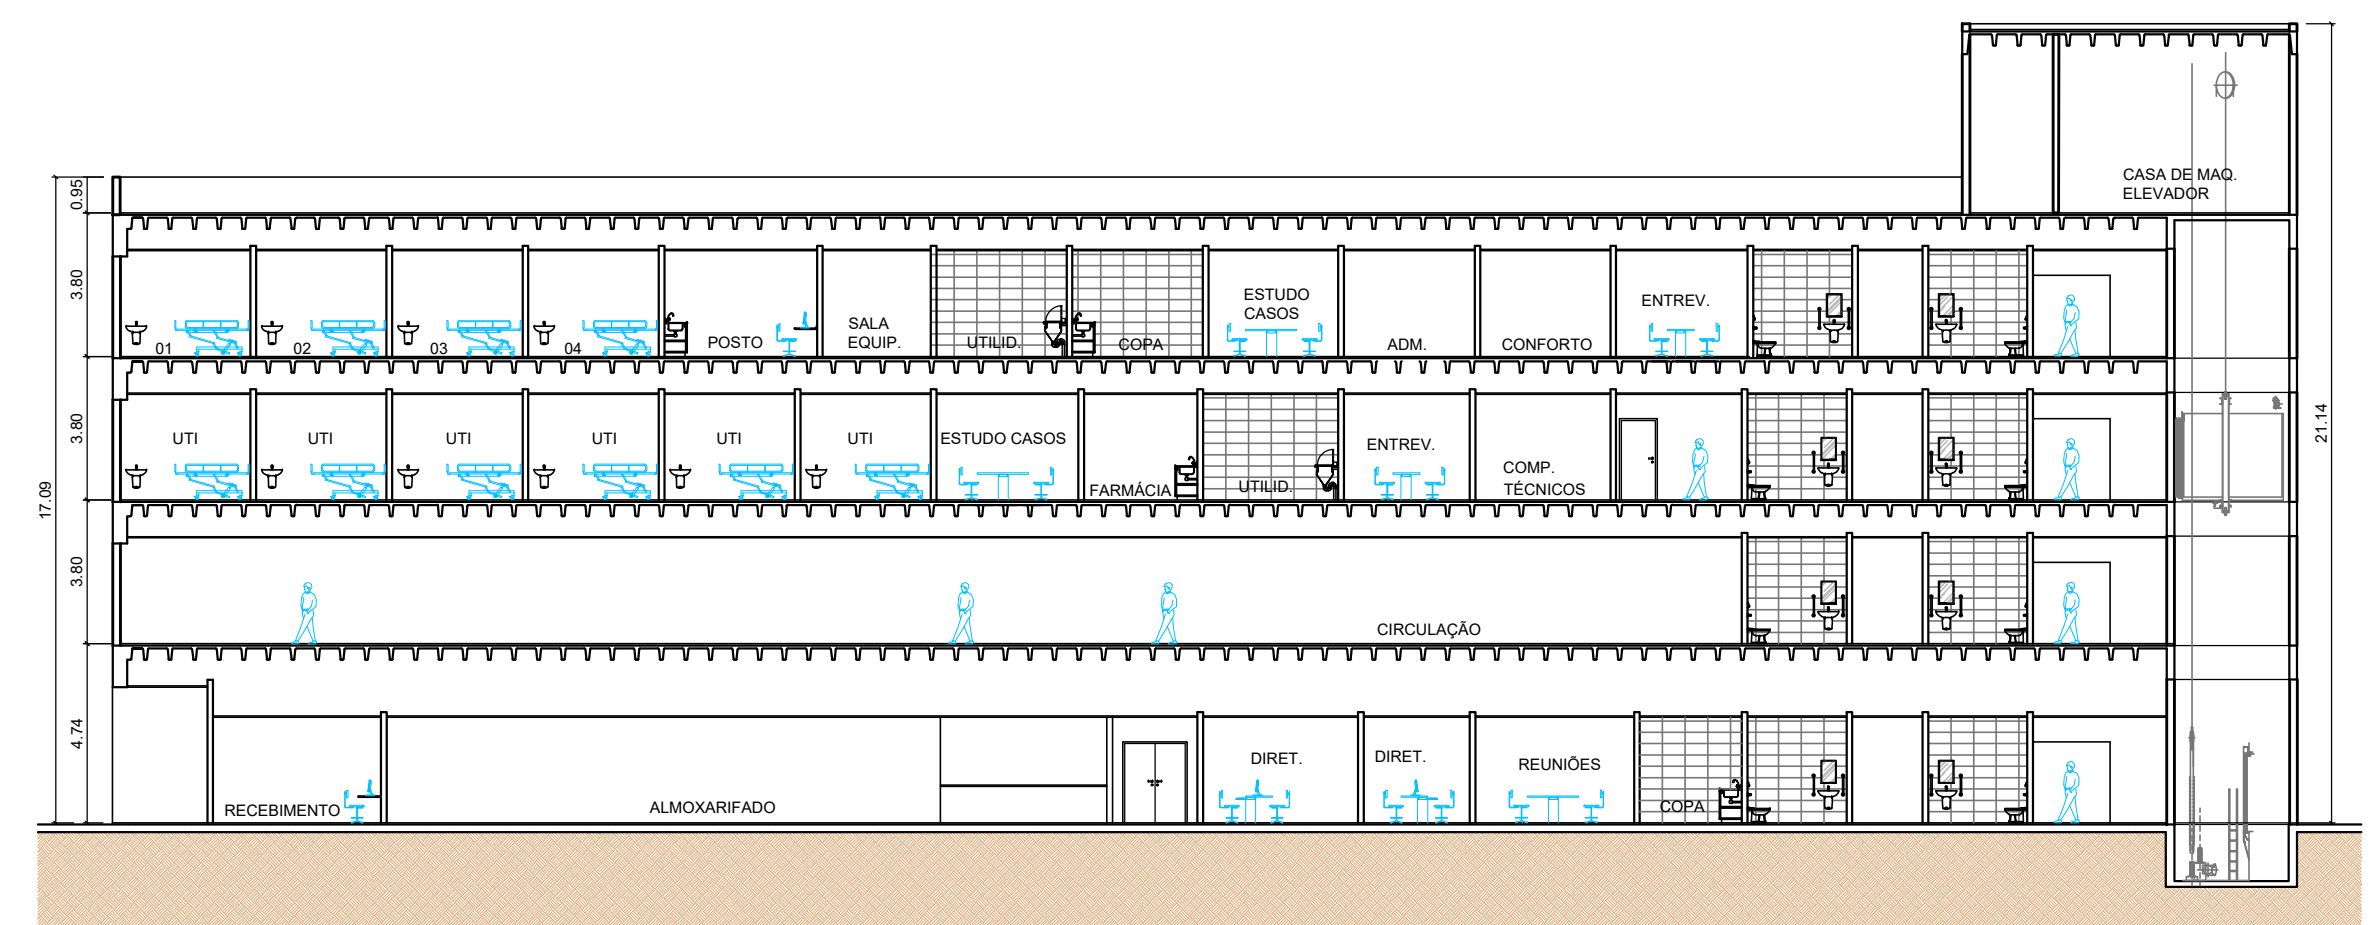 CASA DE MAQ.
ELEVADOR
0.95
3.80
01
02
03
04
POSTO
SALA
EQUIP.
UTILID.
COPA
ESTUDO
CASOS
ADM.
CONFORTO
ENTREV.
3.80
UTI
UTI
UTI
UTI
UTI
UTI
ESTUDO CASOS
FARMÁCIA
UTILID.
ENTREV.
COMP.
TÉCNICOS
21.14
17.09
3.80
CIRCULAÇÃO
4.74
RECEBIMENTO
ALMOXARIFADO
DIRET.
DIRET.
REUNIÕES
COPA